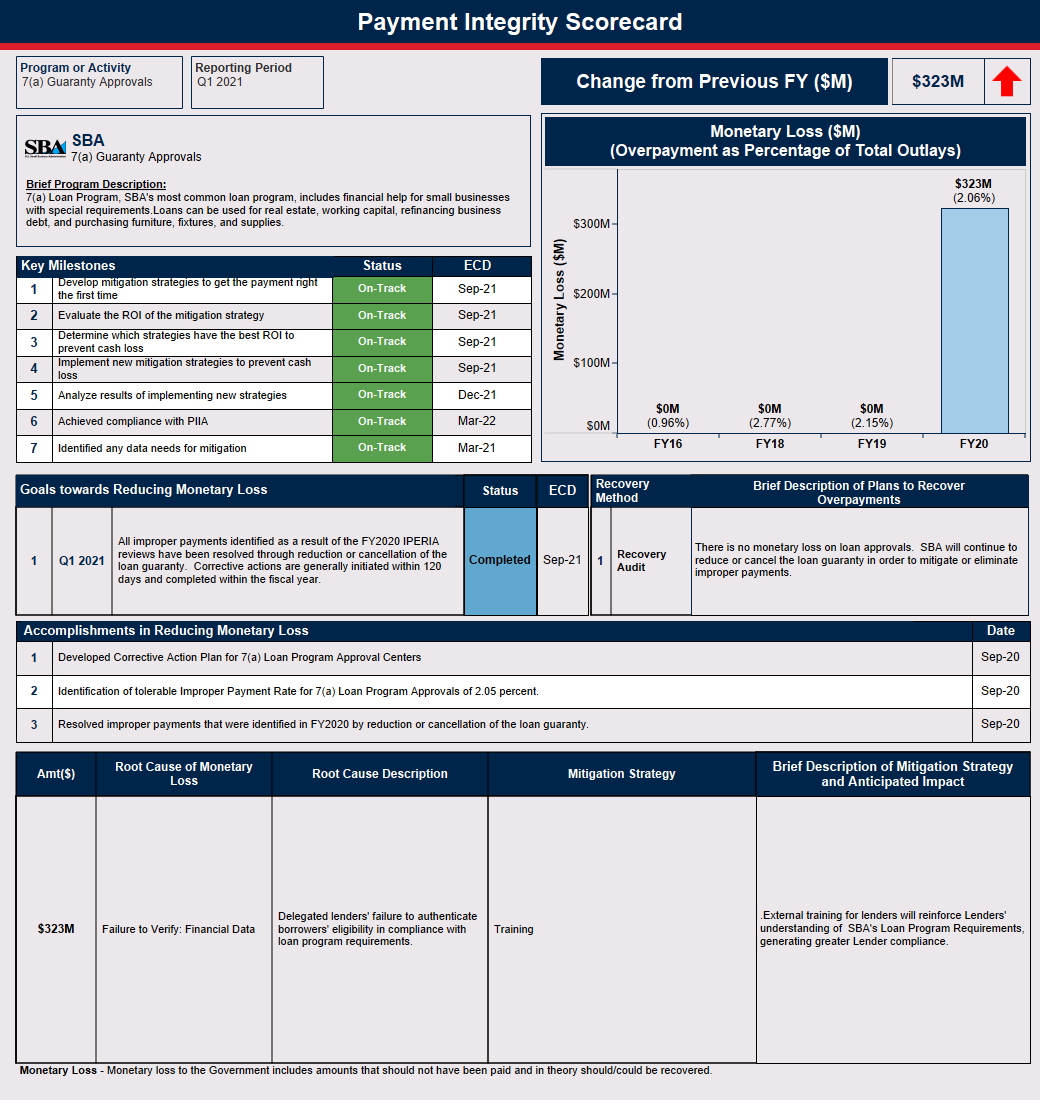 Payment Integrity Scorecard
Program or Activity
7(a) Guaranty Approvals
Reporting Period
Q1 2021
Change from Previous FY ($M)
$323M
SBA
SBA
7(a) Guaranty Approvals
Brief Program Description:
7(a) Loan Program, SBA's most common loan program, includes financial help for small businesses
with special requirements.Loans can be used for real estate, working capital, refinancing business
debt, and purchasing furniture, fixtures, and supplies.
Monetary Loss ($M)
(Overpayment as Percentage of Total Outlays)
Monetary Loss ($M)
$300M
$200M
$100M
$0M
$0M
(0.96%)
$0M
(2.77%)
$0M
(2.15%)
$323M
(2.06%)
FY16
FY18
FY19
FY20
Key Milestones Status ECD
1 Develop mitigation strategies to get the payment right
the first time On-Track Sep-21
2 Evaluate the ROI of the mitigation strategy On-Track Sep-21
3 Determine which strategies have the best ROI to
prevent cash loss On-Track Sep-21
4 Implement new mitigation strategies to prevent cash
loss On-Track Sep-21
5 Analyze results of implementing new strategies On-Track Dec-21
6 Achieved compliance with PIIA On-Track Mar-22
7 Identified any data needs for mitigation On-Track Mar-21
Goals towards Reducing Monetary Loss Status ECD
1 Q1 2021
All improper payments identified as a result of the FY2020 IPERIA
reviews have been resolved through reduction or cancellation of the
loan guaranty.  Corrective actions are generally initiated within 120
days and completed within the fiscal year.
Completed Sep-21
Recovery
Method
Brief Description of Plans to Recover
Overpayments
1 Recovery
Audit
There is no monetary loss on loan approvals.  SBA will continue to
reduce or cancel the loan guaranty in order to mitigate or eliminate
improper payments.
Accomplishments in Reducing Monetary Loss Date
1 Developed Corrective Action Plan for 7(a) Loan Program Approval Centers Sep-20
2 Identification of tolerable Improper Payment Rate for 7(a) Loan Program Approvals of 2.05 percent. Sep-20
3 Resolved improper payments that were identified in FY2020 by reduction or cancellation of the loan guaranty. Sep-20
Amt($)
Root Cause of Monetary
Loss
Root Cause Description
Mitigation Strategy
Brief Description of Mitigation Strategy
and Anticipated Impact
$323M
Failure to Verify: Financial Data
Delegated lenders' failure to authenticate
borrowers' eligibility in compliance with
loan program requirements.
Training
.External training for lenders will reinforce Lenders'
understanding of  SBA's Loan Program Requirements,
generating greater Lender compliance.
Monetary Loss - Monetary loss to the Government includes amounts that should not have been paid and in theory should/could be recovered.